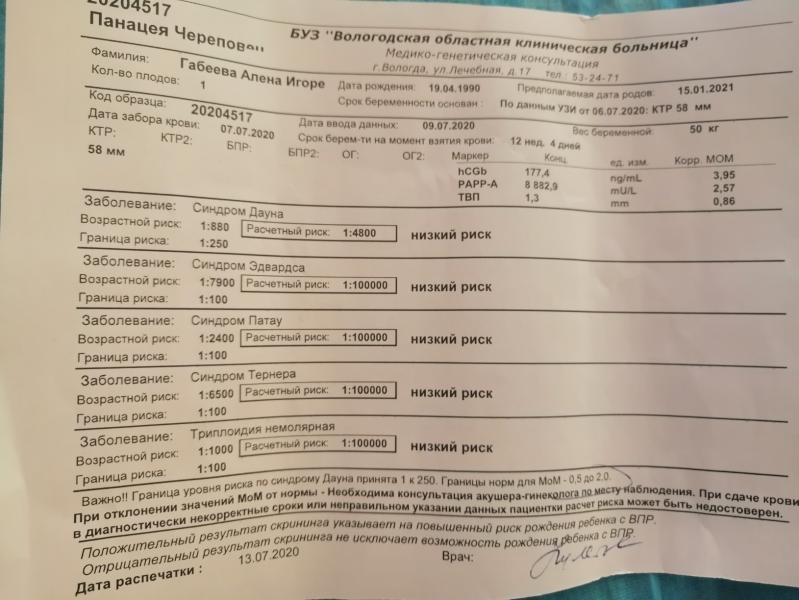 20204517
Панацея Черепове
БУЗ "Вологодская областная клиническая больница"
Медико-генетическая консультация
г.Вологда, ул.Лечебная, д.17 тел : 53-24-71
Фамилия: Габеева Алена Игоре Дата рождения: 19.04.1990 Предполагаемая дата родов: 15.01.2021
Кол-во плодов: 1 Срок беременности основан : По данным УЗИ от 06.07.2020: КТР 58 мм
Код образца: 20204517
Дата забора крови: 07.07.2020 Дата ввода данных: 09.07.2020 Вес беременной: 50 кг
Срок берем-ти на момент взятия крови: 12 нед. 4 дней
КТР: КТР2: БПР: БПР2: ОГ: ОГ2: Маркер Конц. ед. изм. Корр. МОМ
58 мм
hCGb 177,4 ng/mL 3,95
PAPP-A 8 882,9 mU/L 2,57
ТВП 1,3 mm 0,86
Заболевание: Синдром Дауна
Возрастной риск: 1:880 Расчетный риск: 1:4800 низкий риск
Граница риска: 1:250
Заболевание: Синдром Эдвардса
Возрастной риск: 1:7900 Расчетный риск: 1:100000 низкий риск
Граница риска: 1:100
Заболевание: Синдром Патау
Возрастной риск: 1:2400 Расчетный риск: 1:100000 низкий риск
Граница риска: 1:100
Заболевание: Синдром Тернера
Возрастной риск: 1:6500 Расчетный риск: 1:100000 низкий риск
Граница риска: 1:100
Заболевание: Триплоидия немолярная
Возрастной риск: 1:1000 Расчетный риск: 1:100000 низкий риск
Граница риска: 1:100
Важно!! Граница уровня риска по синдрому Дауна принята 1 к 250. Границы норм для МоМ - 0,5 до 2,0.
При отклонении значений МоМ от нормы - Необходима консультация акушера-гинеколога по месту наблюдения. При сдаче крови
в диагностически некорректные сроки или неправильном указании данных пациентки расчет риска может быть недостоверен.
Положительный результат скрининга указывает на повышенный риск рождения ребенка с ВПР.
Отрицательный результат скрининга не исключает возможность рождения ребенка с ВПР.
Дата распечатки : 13.07.2020 Врач: